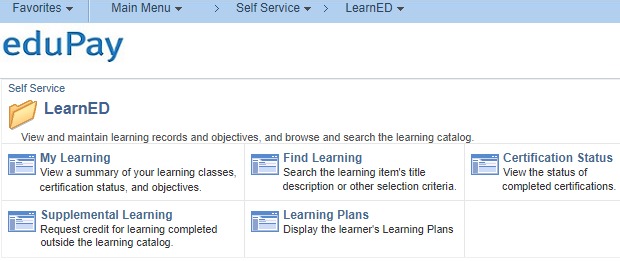 Favorites Main Menu > Self Service > LearnED
eduPay
Self Service
LearnED
View and maintain learning records and objectives, and browse and search the learning catalog.
My Learning
View a summary of your learning classes,
certification status, and objectives.
Find Learning
Search the learning item's title
description or other selection criteria.
Certification Status
View the status of
completed certifications.
Supplemental Learning
Request credit for learning completed
outside the learning catalog.
Learning Plans
Display the learner's Learning Plans